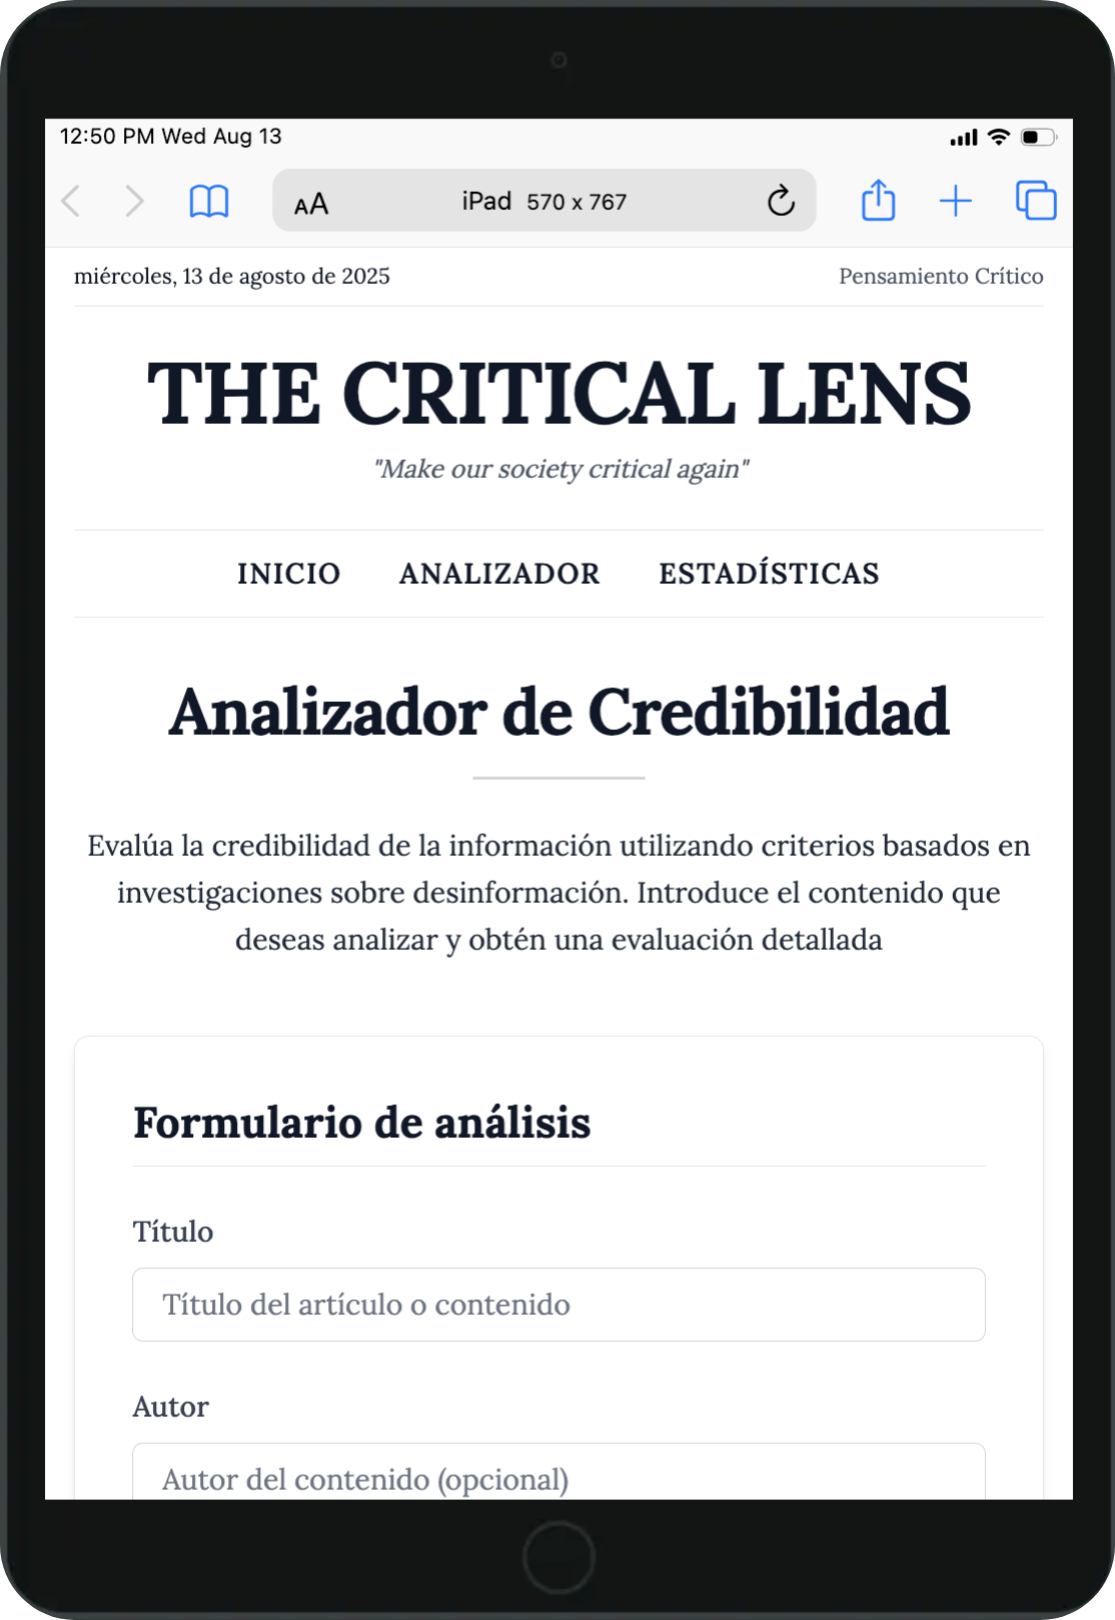 12:50 PM Wed Aug 13
AA iPad 570 x 767
miércoles, 13 de agosto de 2025 Pensamiento Crítico
THE CRITICAL LENS
"Make our society critical again"
INICIO ANALIZADOR ESTADÍSTICAS
Analizador de Credibilidad
Evalúa la credibilidad de la información utilizando criterios basados en
investigaciones sobre desinformación. Introduce el contenido que
deseas analizar y obtén una evaluación detallada
Formulario de análisis
Título
Título del artículo o contenido
Autor
Autor del contenido (opcional)